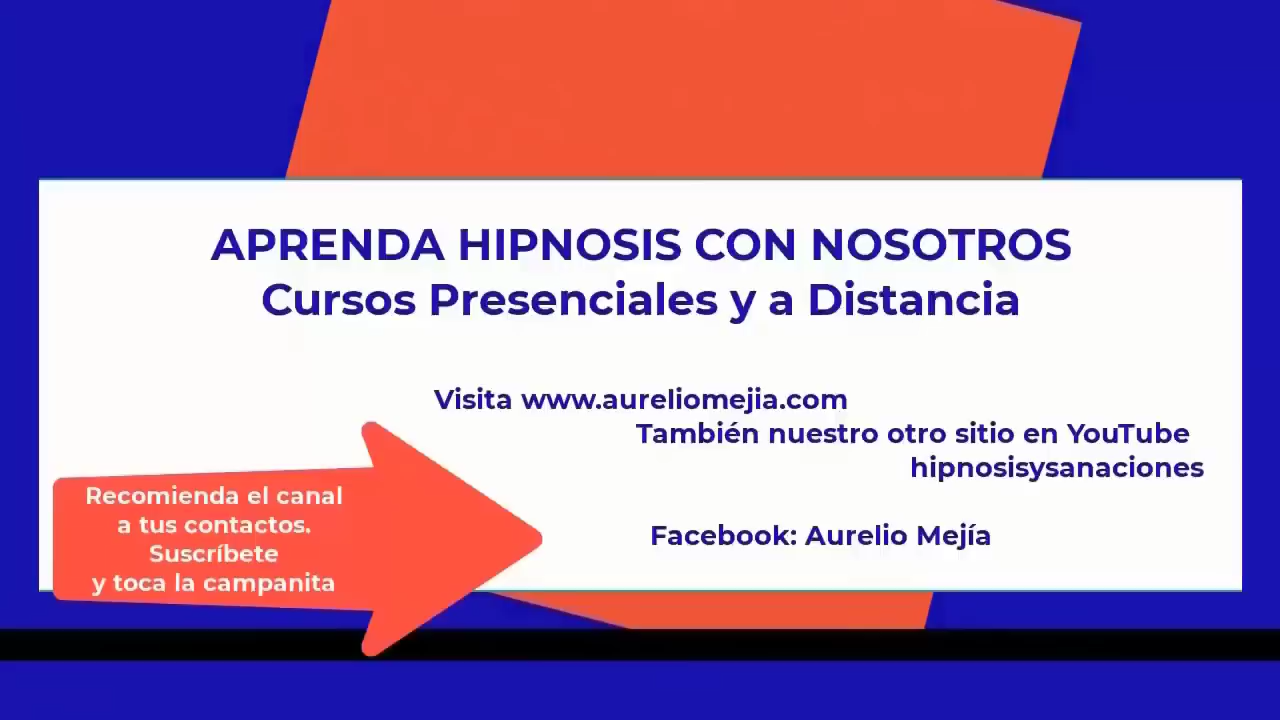 APRENDA HIPNOSIS CON NOSOTROS
Cursos Presenciales y a Distancia
Visita www.aureliomejia.com
También nuestro otro sitio en YouTube
hipnosisysanaciones
Facebook: Aurelio Mejía
Recomienda el canal
a tus contactos.
Suscríbete
y toca la campanita